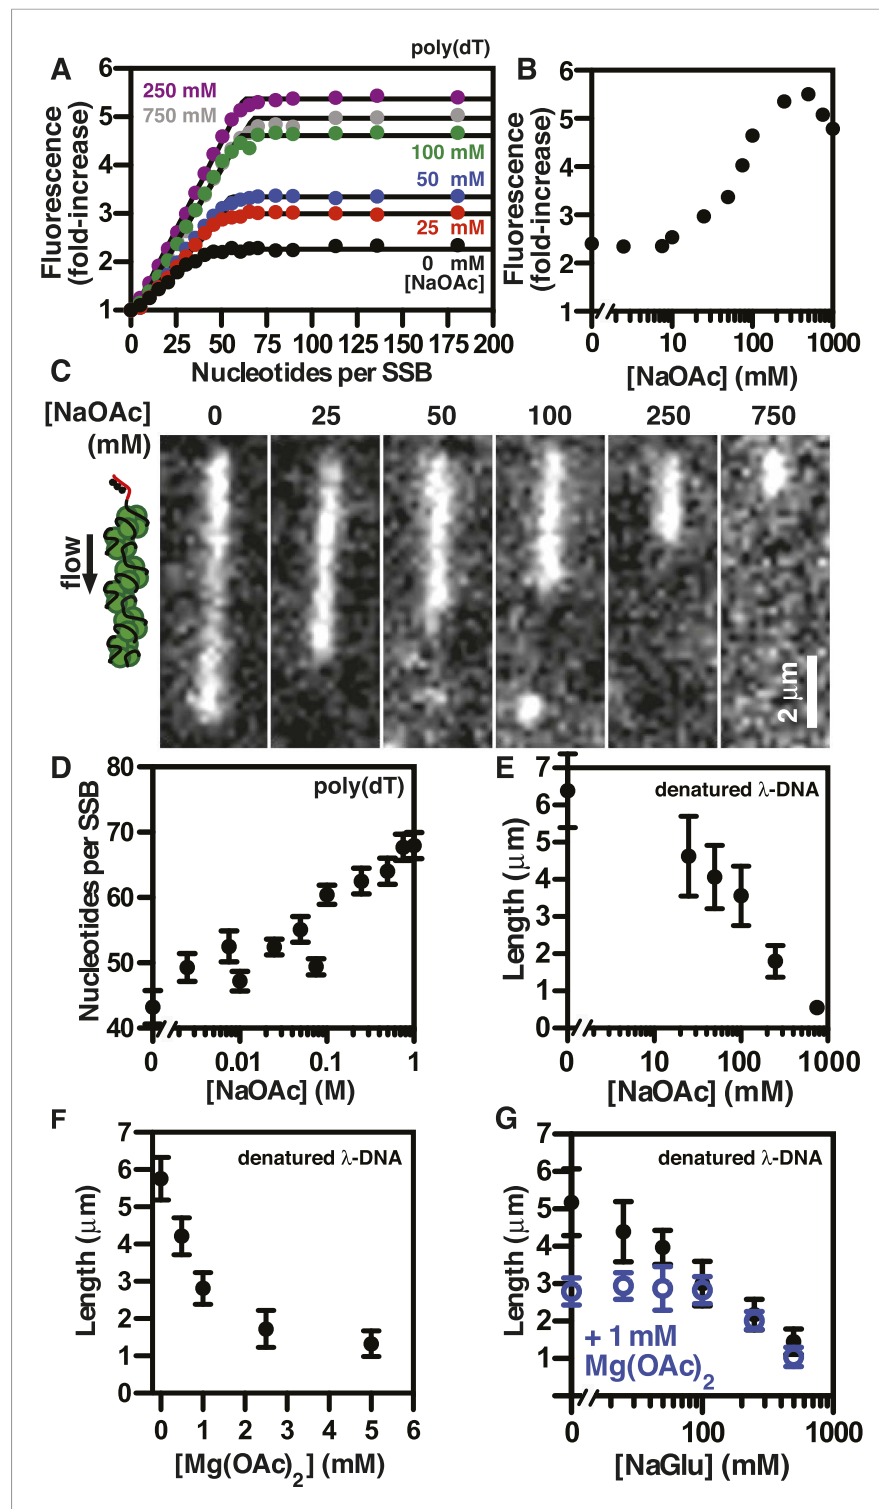 A
poly(dT)
Fluorescence
(fold-increase)
6
5
4
3
2
1
250 mM
750 mM
100 mM
50 mM
25 mM
0 mM
[NaOAc]
0 25 50 75 100 125 150 175 200
Nucleotides per SSB
B
Fluorescence
(fold-increase)
6
5
4
3
2
1
0 10 100 1000
[NaOAc] (mM)
C
[NaOAc] 0 25 50 100 250 750
(mM)
flow
2 μm
D
poly(dT)
Nucleotides per SSB
80
70
60
50
40
0 0.01 0.1 1
[NaOAc] (M)
E
denatured λ-DNA
Length (μm)
7
6
5
4
3
2
1
0
0 10 100 1000
[NaOAc] (mM)
F
denatured λ-DNA
Length (μm)
7
6
5
4
3
2
1
0
0 1 2 3 4 5 6
[Mg(OAc)2] (mM)
G
denatured λ-DNA
Length (μm)
7
6
5
4
3
2
1
+ 1 mM
Mg(OAc)2
0 100 1000
[NaGlu] (mM)